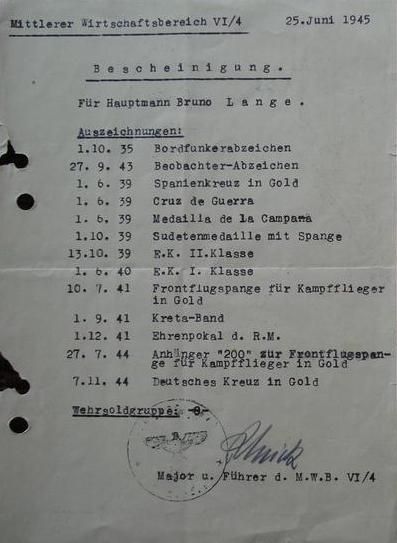 Mittlerer Wirtschaftsbereich VI/4 25.Juni 1945
Bescheinigung.
Für Hauptmann Bruno Lange.
Auszeichnungen:
1.10. 35 Bordfunkerabzeichen
27. 9. 43 Beobachter-Abzeichen
1. 6. 39 Spanienkreuz in Gold
1. 6. 39 Cruz de Guerra
1. 6. 39 Medailla de la Campana
1.10. 39 Sudetenmedaille mit Spange
13.10. 39 E.K. II.Klasse
1. 6. 40 E.K. I. Klasse
10. 7. 41 Frontflugspange für Kampfflieger
in Gold
1. 9. 41 Kreta-Band
1.12. 41 Ehrenpokal d. R.M.
27. 7. 44 Anhänger "200" zur Frontflugspan-
ge für Kampfflieger in Gold
7.11. 44 Deutsches Kreuz in Gold
Wehrsoldgruppe: -8-
Major u. Führer d. M.W.B. VI/4